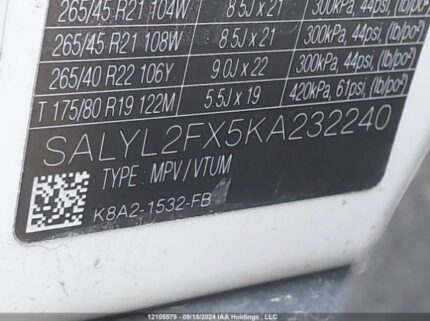 265/45 R21 104W 8.5J x 21 300kPa, 44psi, (lb/po²)
265/45 R21 108W 8.5J x 21 300kPa, 44psi, (lb/po²)
265/40 R22 106Y 9.0J x 22 300kPa, 44psi, (lb/po²)
T 175/80 R19 122M 5.5J x 19 420kPa, 61psi, (lb/po²)
SALYL2FX5KA232240
TYPE: MPV/VTUM
K8A2-1532-FB
12105579 - 09/18/2024 IAA Holdings , LLC